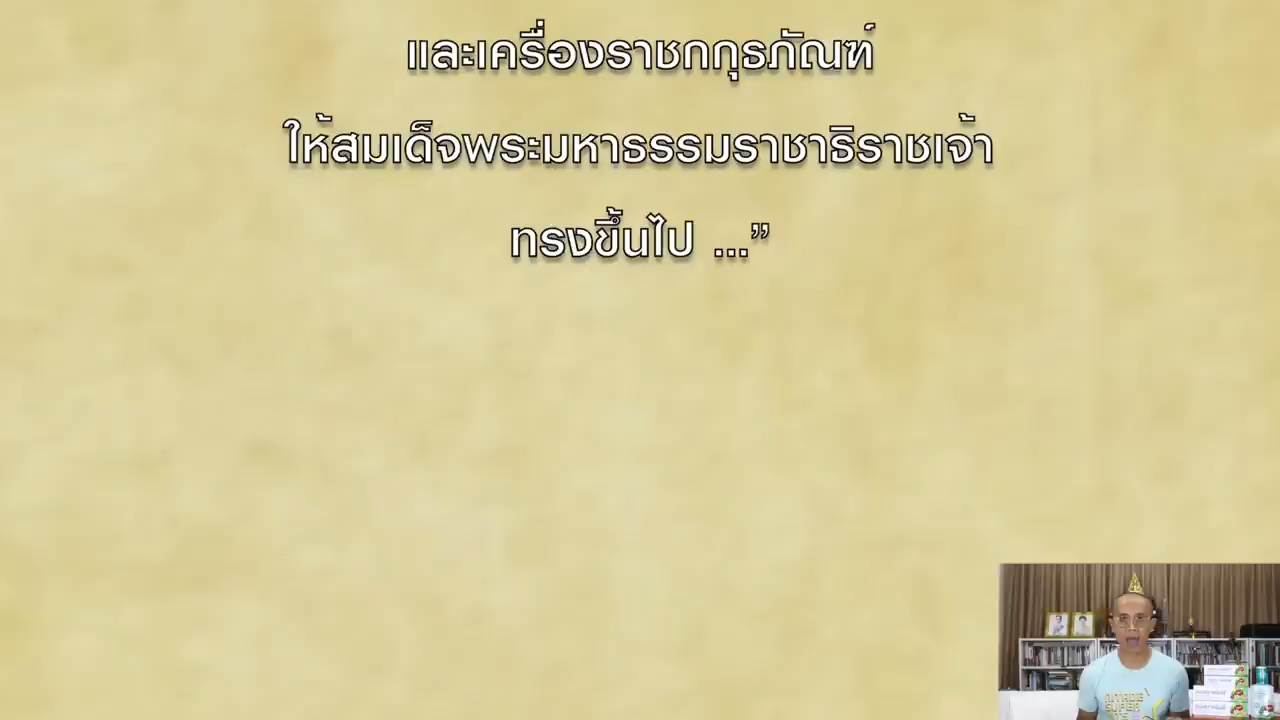 และเครื่องราชกกุธภัณฑ์
ให้สมเด็จพระมหาธรรมราชาธิราชเจ้า
ทรงขึ้นไป ...”
NITRO
SUPER